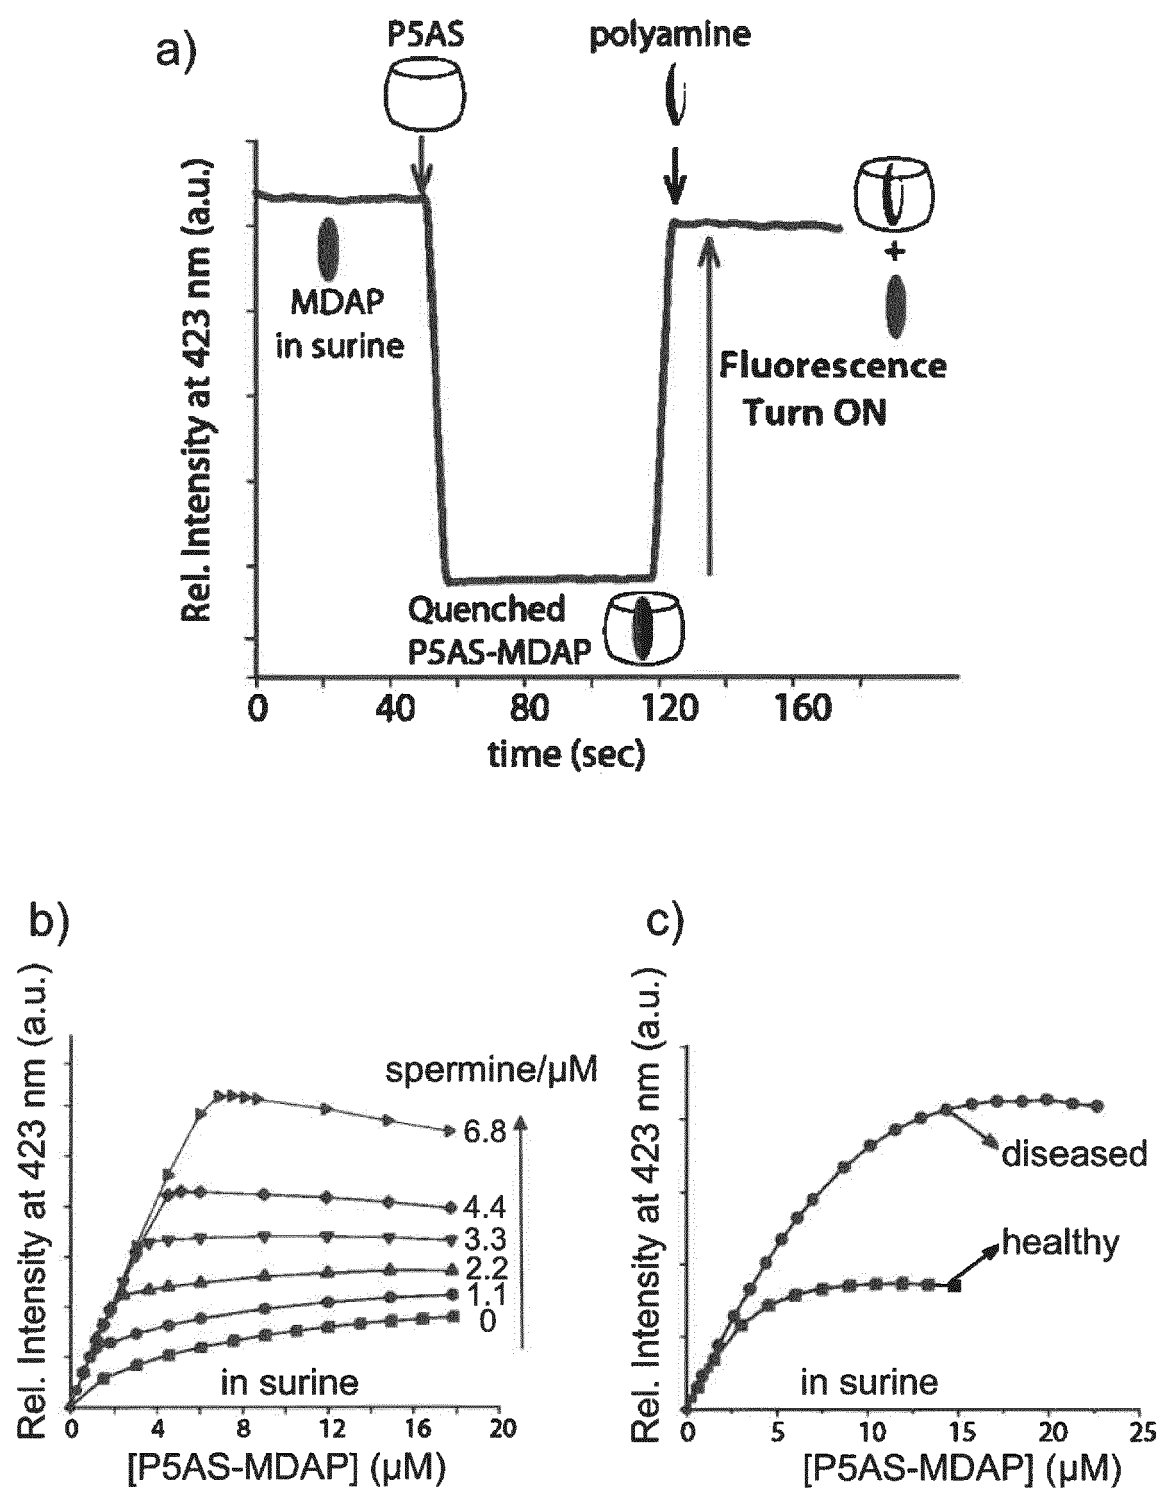 a)
P5AS
polyamine
Rel. Intensity at 423 nm (a.u.)
MDAP
in surine
+
Fluorescence
Turn ON
Quenched
P5AS-MDAP
0 40 80 120 160
time (sec)
b)
Rel. Intensity at 423 nm (a.u.)
spermine/µM
6.8
4.4
3.3
2.2
1.1
0
in surine
0 4 8 12 16 20
[P5AS-MDAP] (µM)
c)
Rel. Intensity at 423 nm (a.u.)
diseased
healthy
in surine
0 5 10 15 20 25
[P5AS-MDAP] (µM)